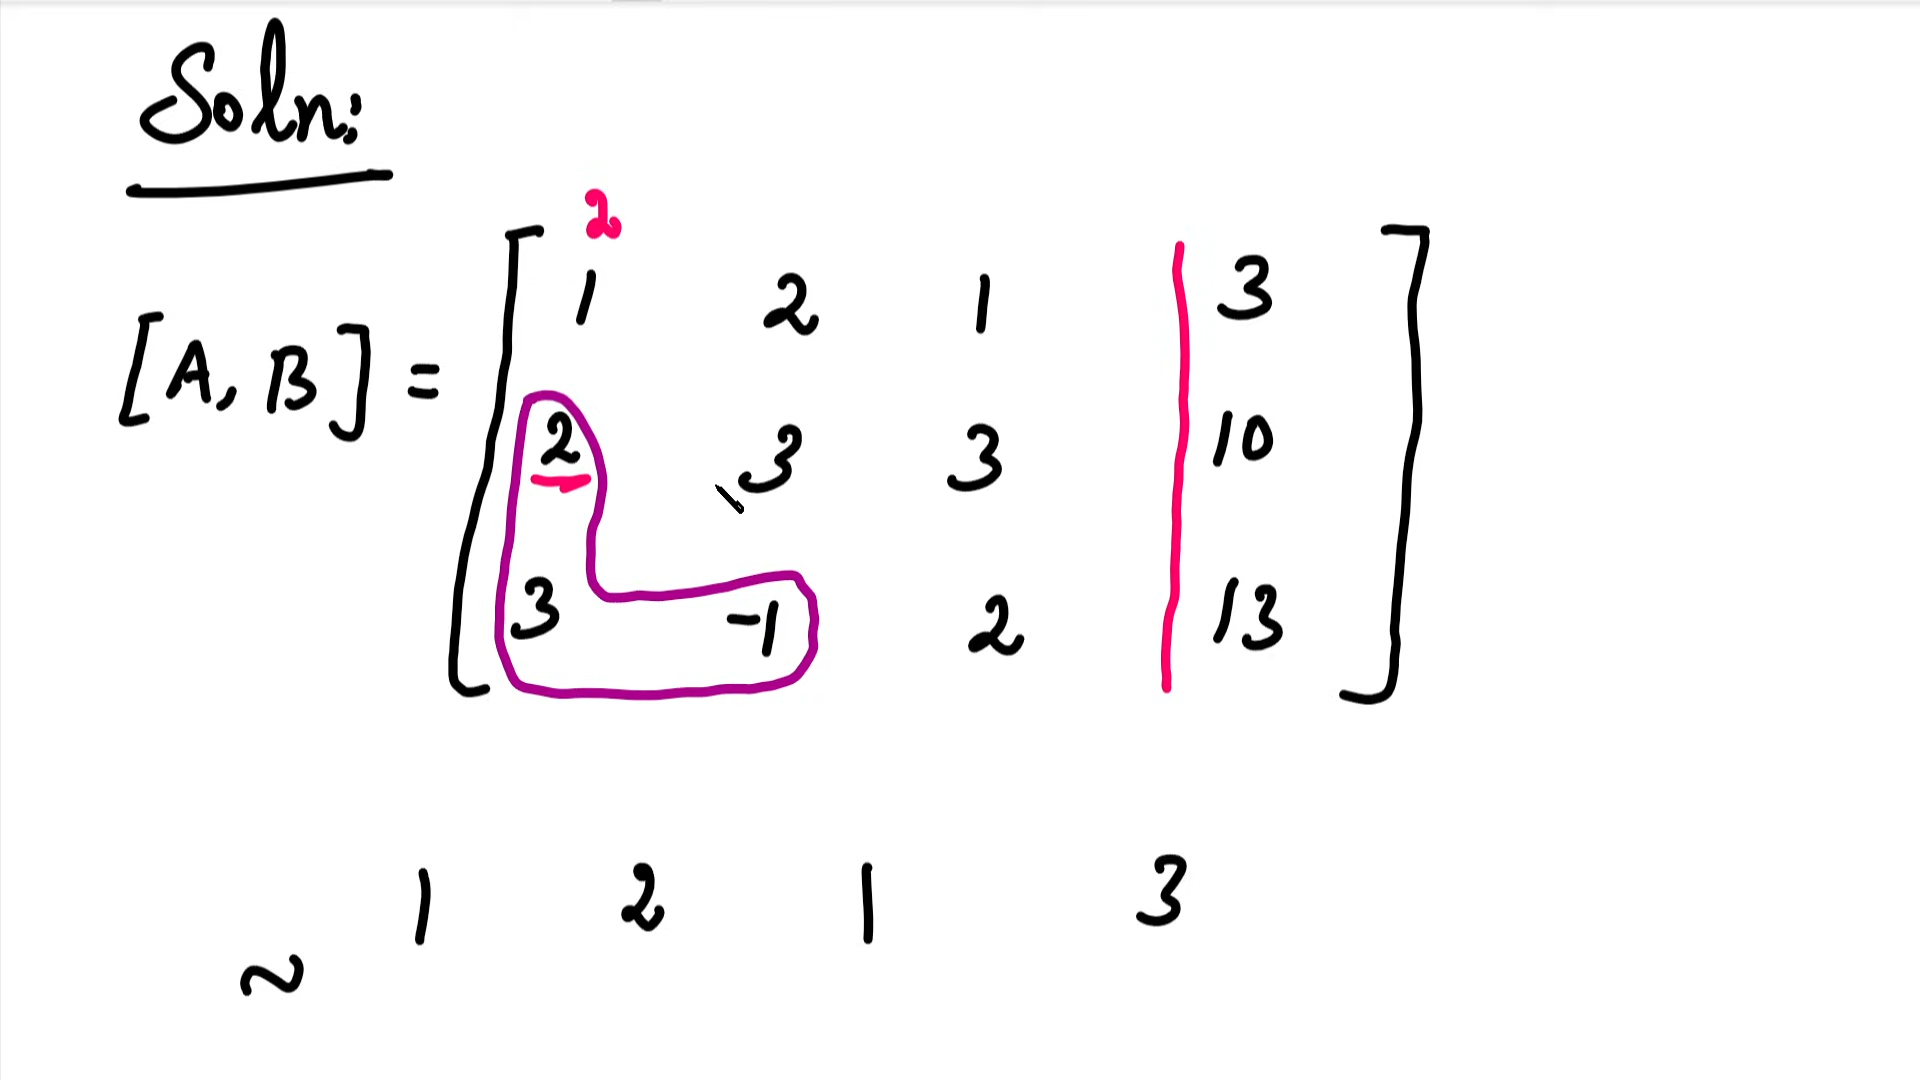 Soln:
2
[A, B] = [ 1 2 1 | 3
2 3 3 | 10
3 -1 2 | 13 ]
~ 1 2 1 3